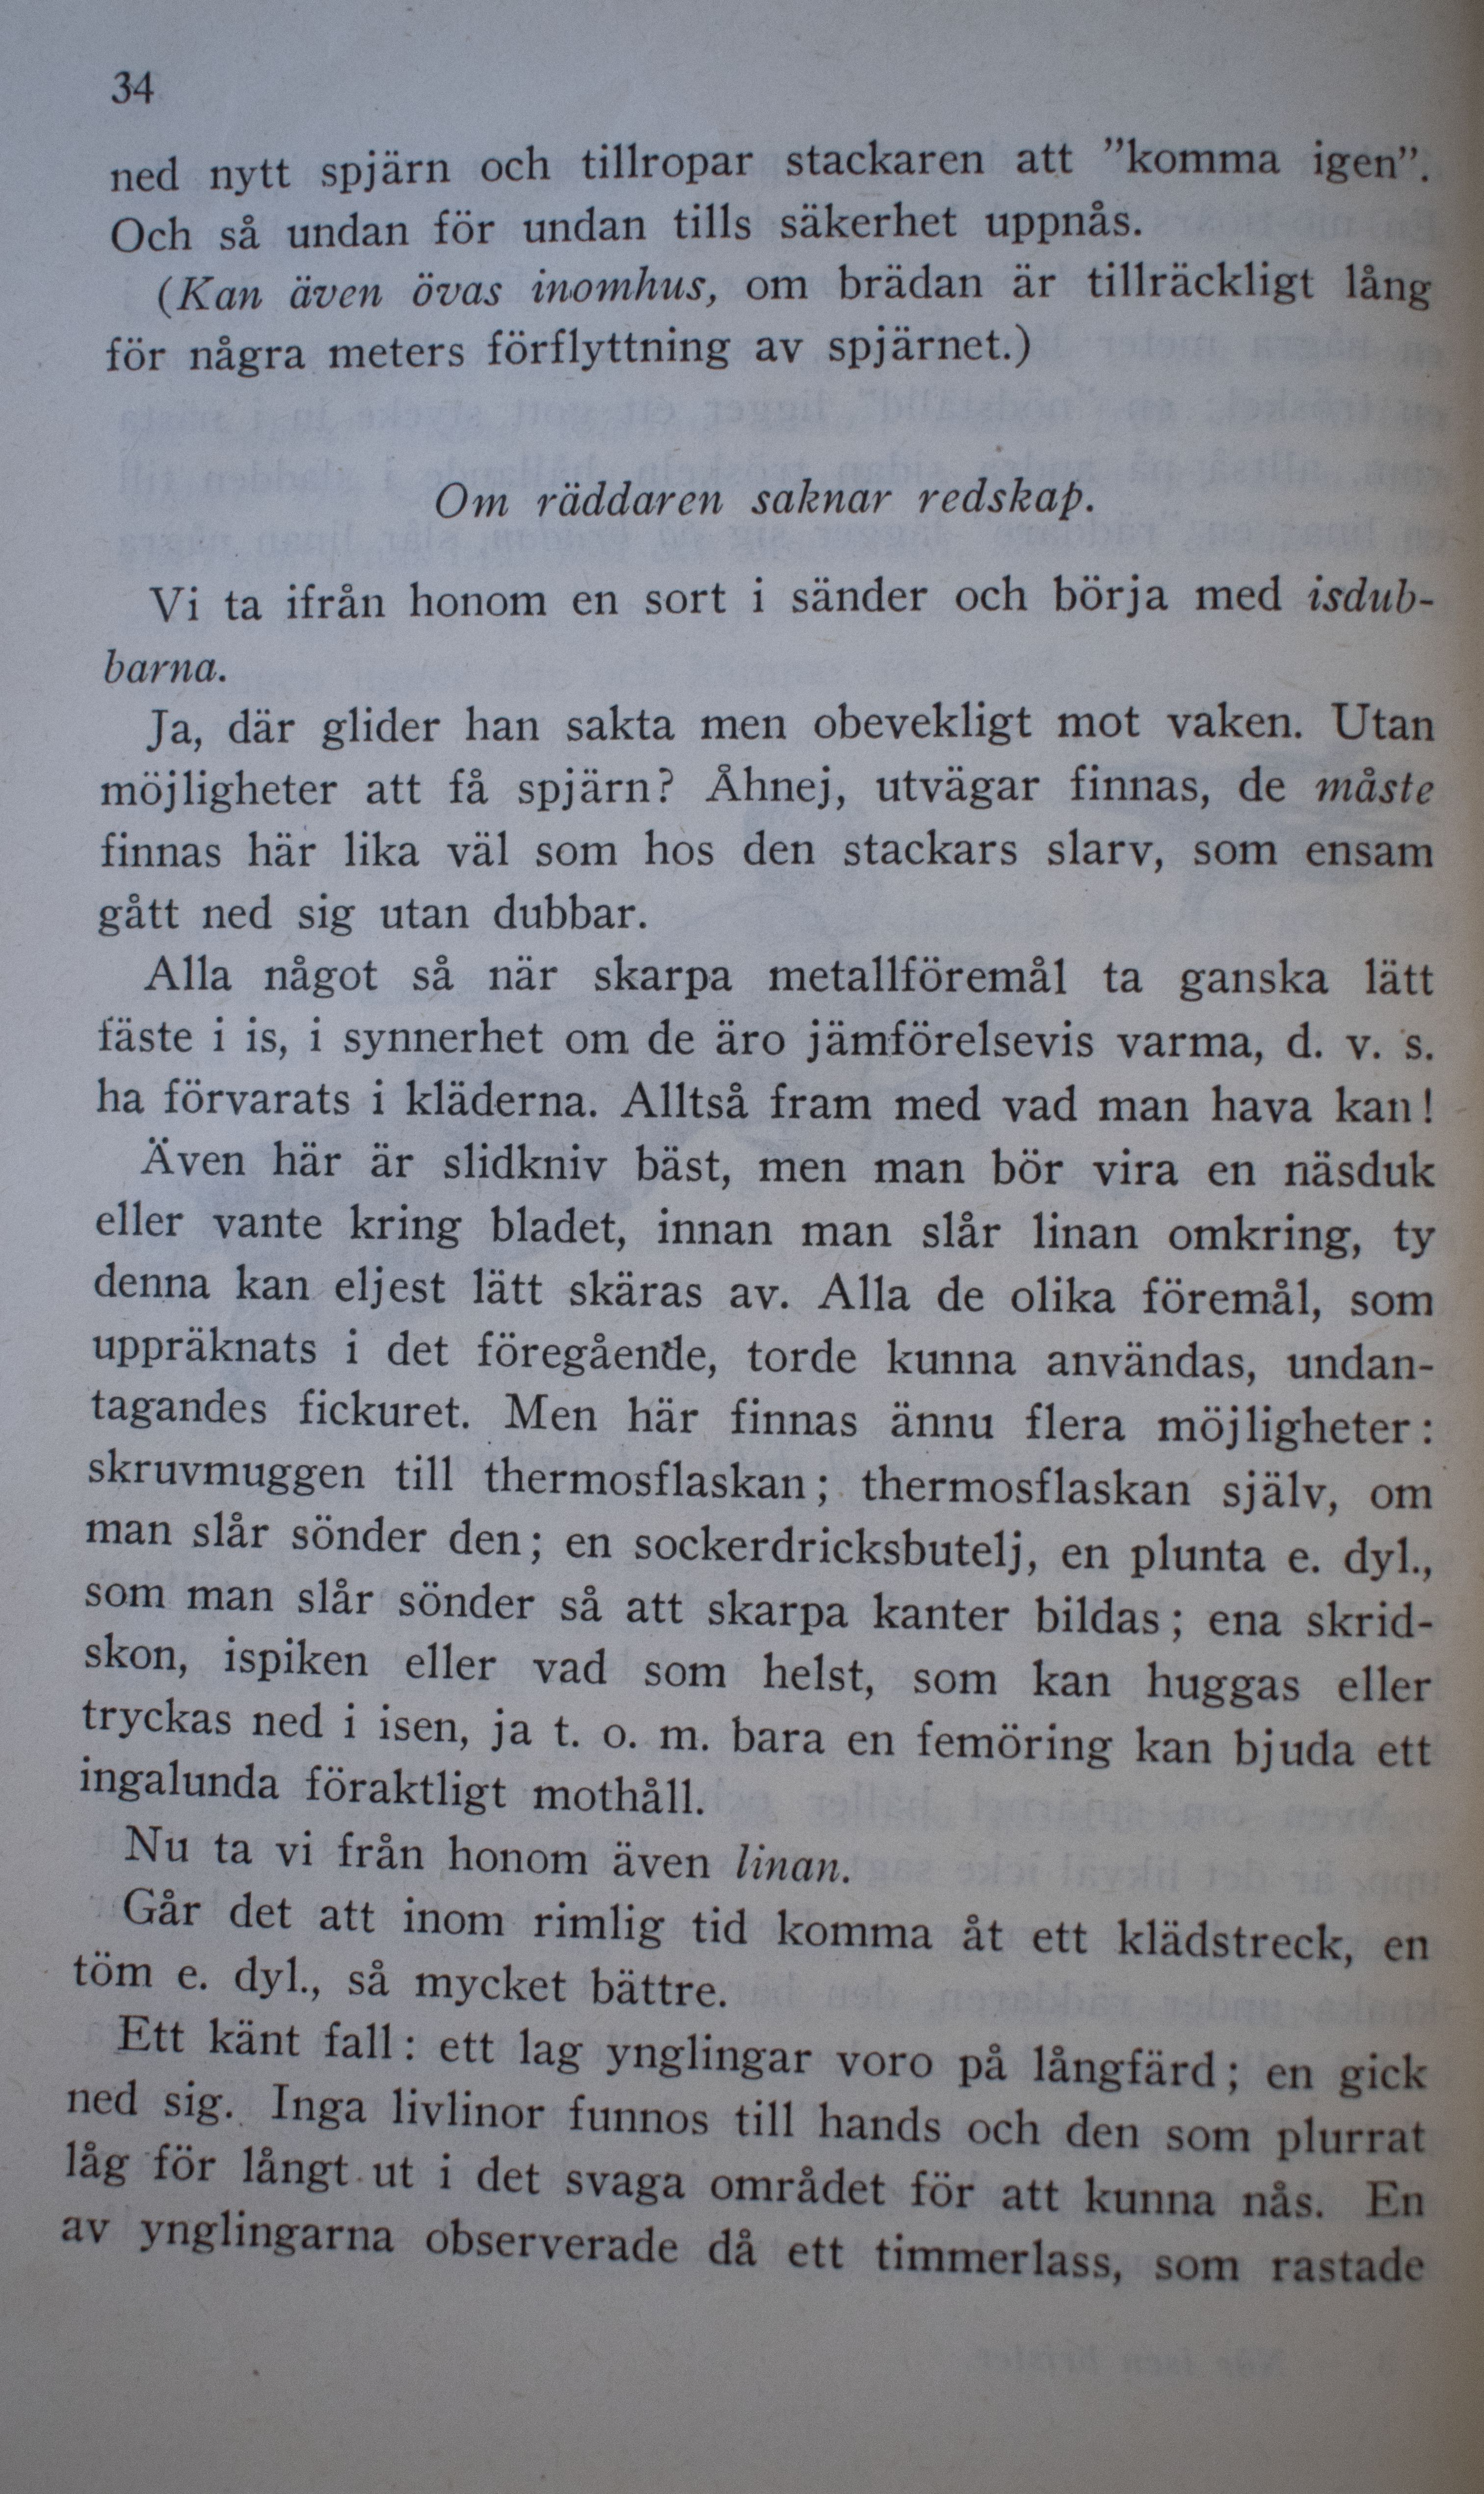 34
ned nytt spjärn och tillropar stackaren att ”komma igen”.
Och så undan för undan tills säkerhet uppnås.
(Kan även övas inomhus, om brädan är tillräckligt lång
för några meters förflyttning av spjärnet.)
Om räddaren saknar redskap.
Vi ta ifrån honom en sort i sänder och börja med isdub-
barna.
Ja, där glider han sakta men obevekligt mot vaken. Utan
möjligheter att få spjärn? Åhnej, utvägar finnas, de måste
finnas här lika väl som hos den stackars slarv, som ensam
gått ned sig utan dubbar.
Alla något så när skarpa metallföremål ta ganska lätt
fäste i is, i synnerhet om de äro jämförelsevis varma, d. v. s.
ha förvarats i kläderna. Alltså fram med vad man hava kan!
Även här är slidkniv bäst, men man bör vira en näsduk
eller vante kring bladet, innan man slår linan omkring, ty
denna kan eljest lätt skäras av. Alla de olika föremål, som
uppräknats i det föregående, torde kunna användas, undan-
tagandes fickuret. Men här finnas ännu flera möjligheter:
skruvmuggen till thermosflaskan; thermosflaskan själv, om
man slår sönder den; en sockerdricksbutelj, en plunta e. dyl.,
som man slår sönder så att skarpa kanter bildas; ena skrid-
skon, ispiken eller vad som helst, som kan huggas eller
tryckas ned i isen, ja t. o. m. bara en femöring kan bjuda ett
ingalunda föraktligt mothåll.
Nu ta vi från honom även linan.
Går det att inom rimlig tid komma åt ett klädstreck, en
töm e. dyl., så mycket bättre.
Ett känt fall: ett lag ynglingar voro på långfärd; en gick
ned sig. Inga livlinor funnos till hands och den som plurrat
låg för långt ut i det svaga området för att kunna nås. En
av ynglingarna observerade då ett timmerlass, som rastade